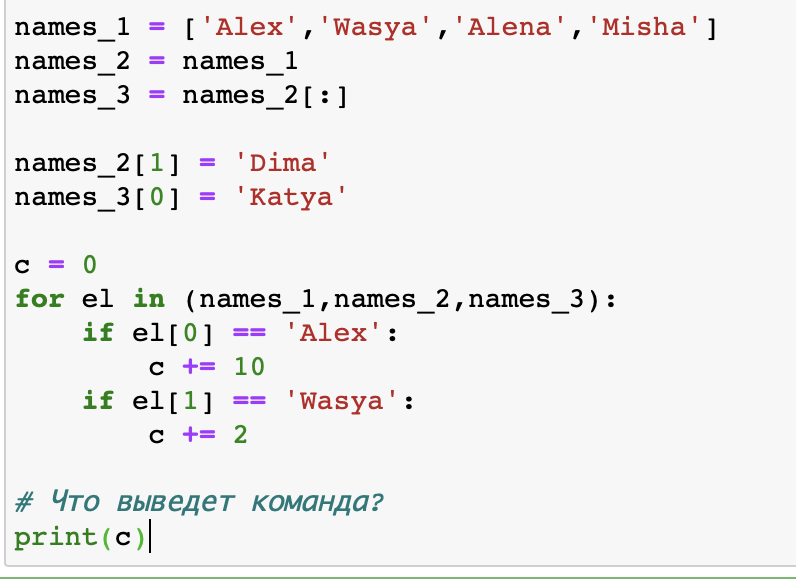 names_1 = ['Alex','Wasya','Alena','Misha']
names_2 = names_1
names_3 = names_2[:]

names_2[1] = 'Dima'
names_3[0] = 'Katya'

c = 0
for el in (names_1,names_2,names_3):
    if el[0] == 'Alex':
        c += 10
    if el[1] == 'Wasya':
        c += 2

# Что выведет команда?
print(c)